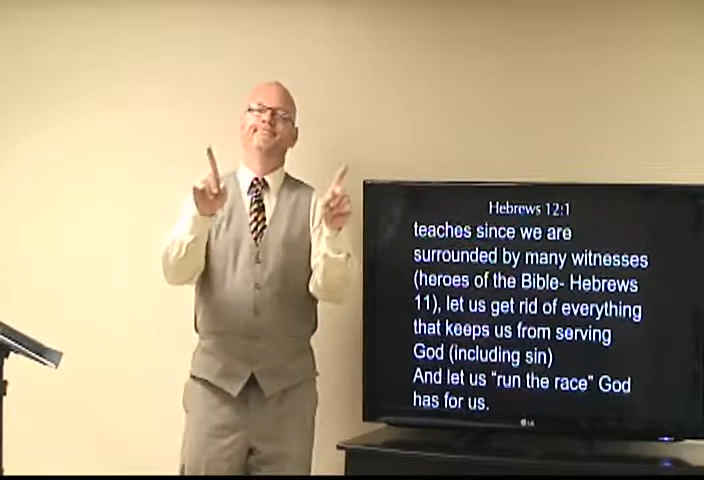 Hebrews 12:1
teaches since we are
surrounded by many witnesses
(heroes of the Bible- Hebrews
11), let us get rid of everything
that keeps us from serving
God (including sin)
And let us “run the race” God
has for us.
LG